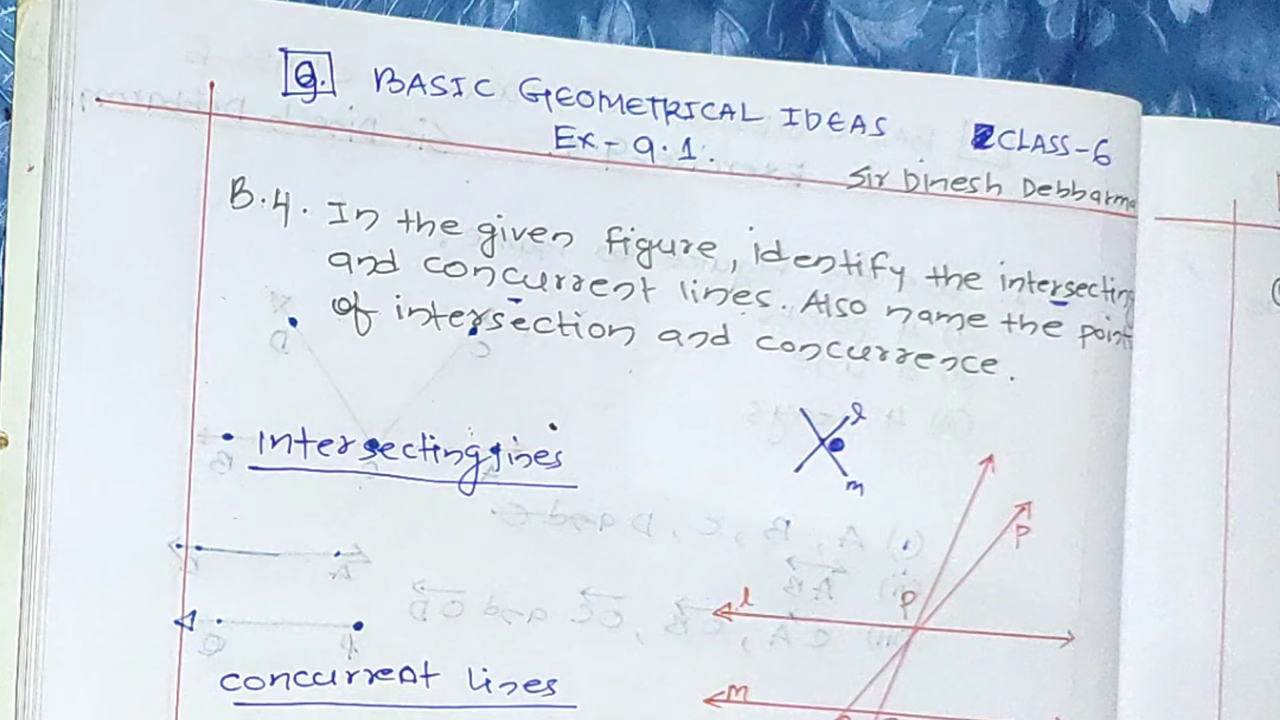 9. BASIC GEOMETRICAL IDEAS
Ex-9.1.
CLASS-6
Sir Dinesh Debbarma
B.4. In the given figure, identify the intersecting
and concurrent lines. Also name the point
of intersection and concurrence.
intersecting lines
l
m
p
P
l
m
concurrent lines